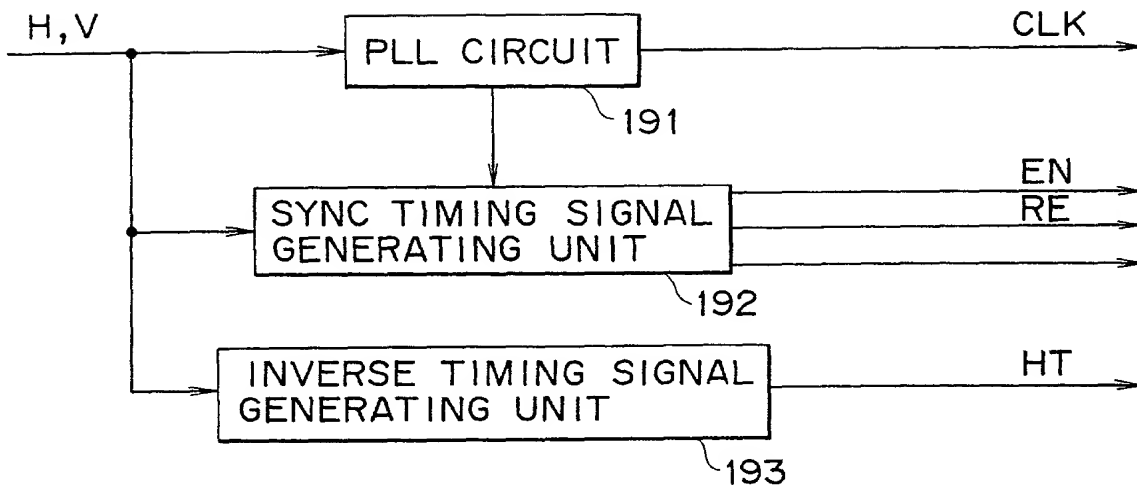 H,V
PLL CIRCUIT
CLK
191
SYNC TIMING SIGNAL
GENERATING UNIT
EN
RE
192
INVERSE TIMING SIGNAL
GENERATING UNIT
HT
193